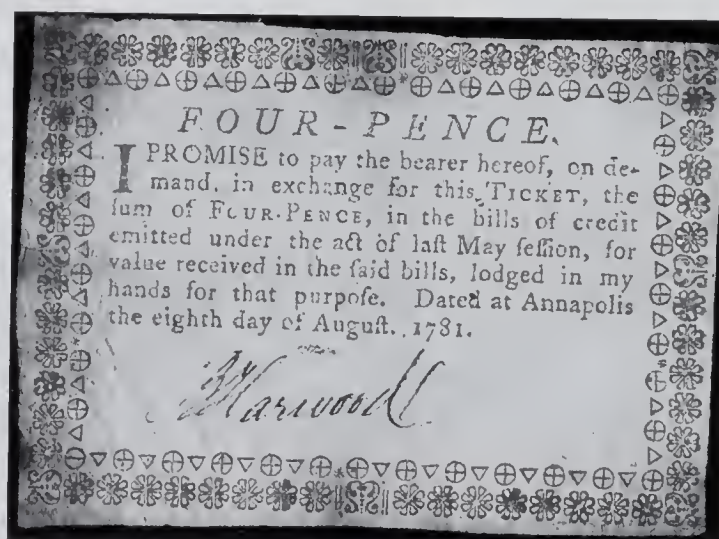 FOUR-PENCE.
I PROMISE to pay the bearer hereof, on de-
mand, in exchange for this TICKET, the
ſum of FOUR-PENCE, in the bills of credit
emitted under the act of laſt May ſeſſion, for
value received in the ſaid bills, lodged in my
hands for that purpoſe. Dated at Annapolis
the eighth day of Auguſt, 1781.
Harwood